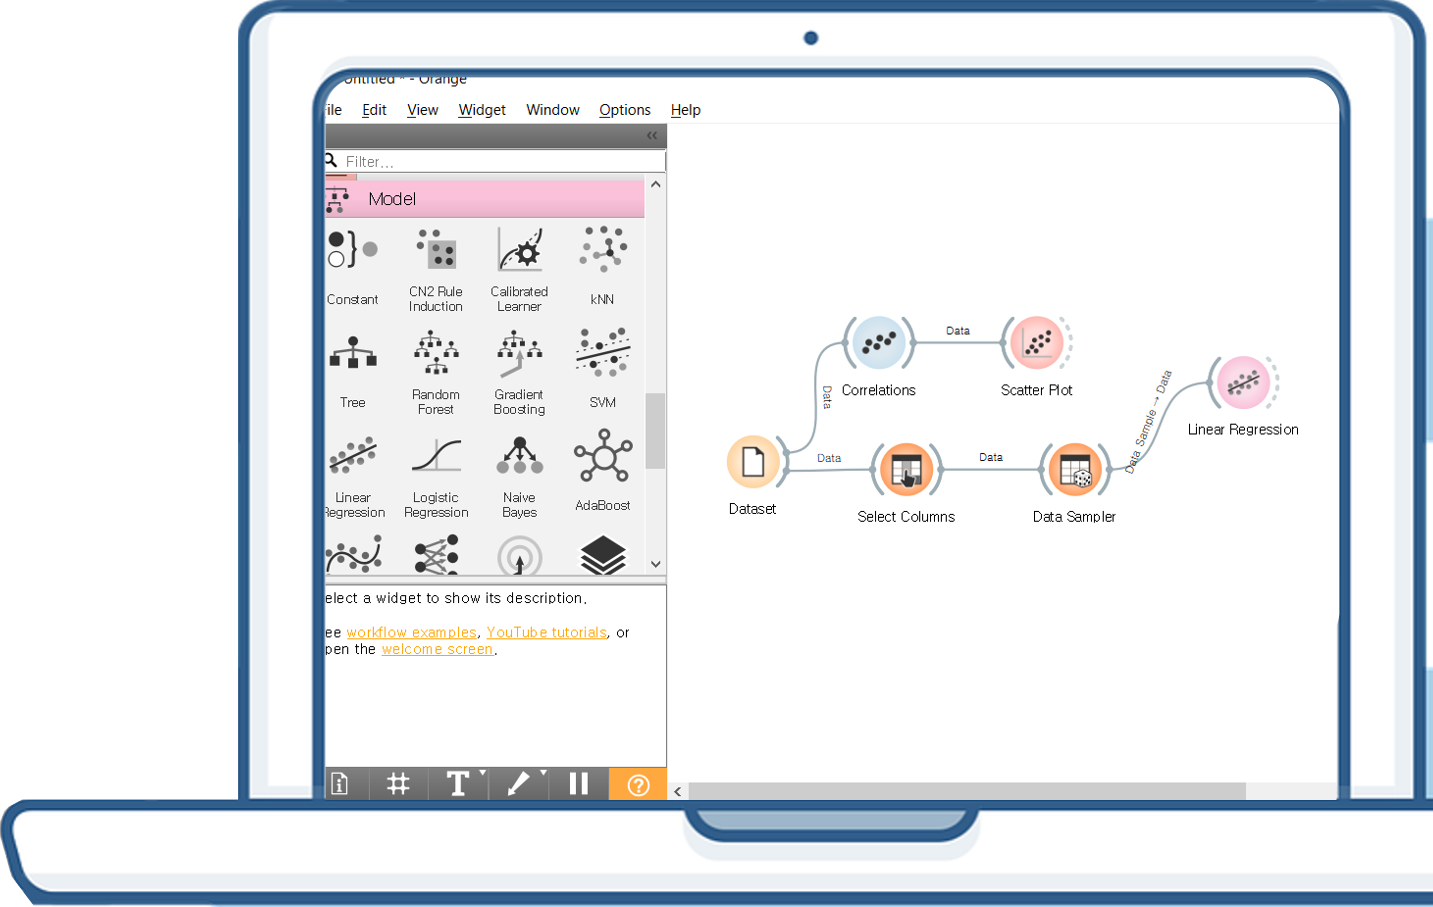 Untitled * - Orange
ile Edit View Widget Window Options Help
Filter...
Model
Constant
CN2 Rule
Induction
Calibrated
Learner
kNN
Tree
Random
Forest
Gradient
Boosting
SVM
Linear
Regression
Logistic
Regression
Naive
Bayes
AdaBoost
elect a widget to show its description.
ee workflow examples, YouTube tutorials, or
pen the welcome screen.
Data
Correlations
Scatter Plot
Data
Data Sample → Data
Linear Regression
Data
Data
Dataset
Select Columns
Data Sampler